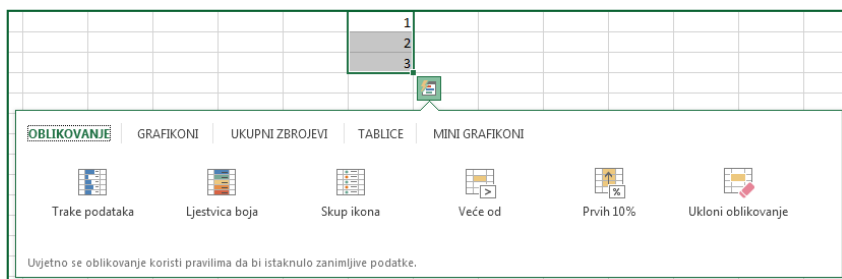 1
2
3
OBLIKOVANJE GRAFIKONI UKUPNI ZBROJEVI TABLICE MINI GRAFIKONI
Trake podataka Ljestvica boja Skup ikona Veće od Prvih 10% Ukloni oblikovanje
Uvjetno se oblikovanje koristi pravilima da bi istaknulo zanimljive podatke.